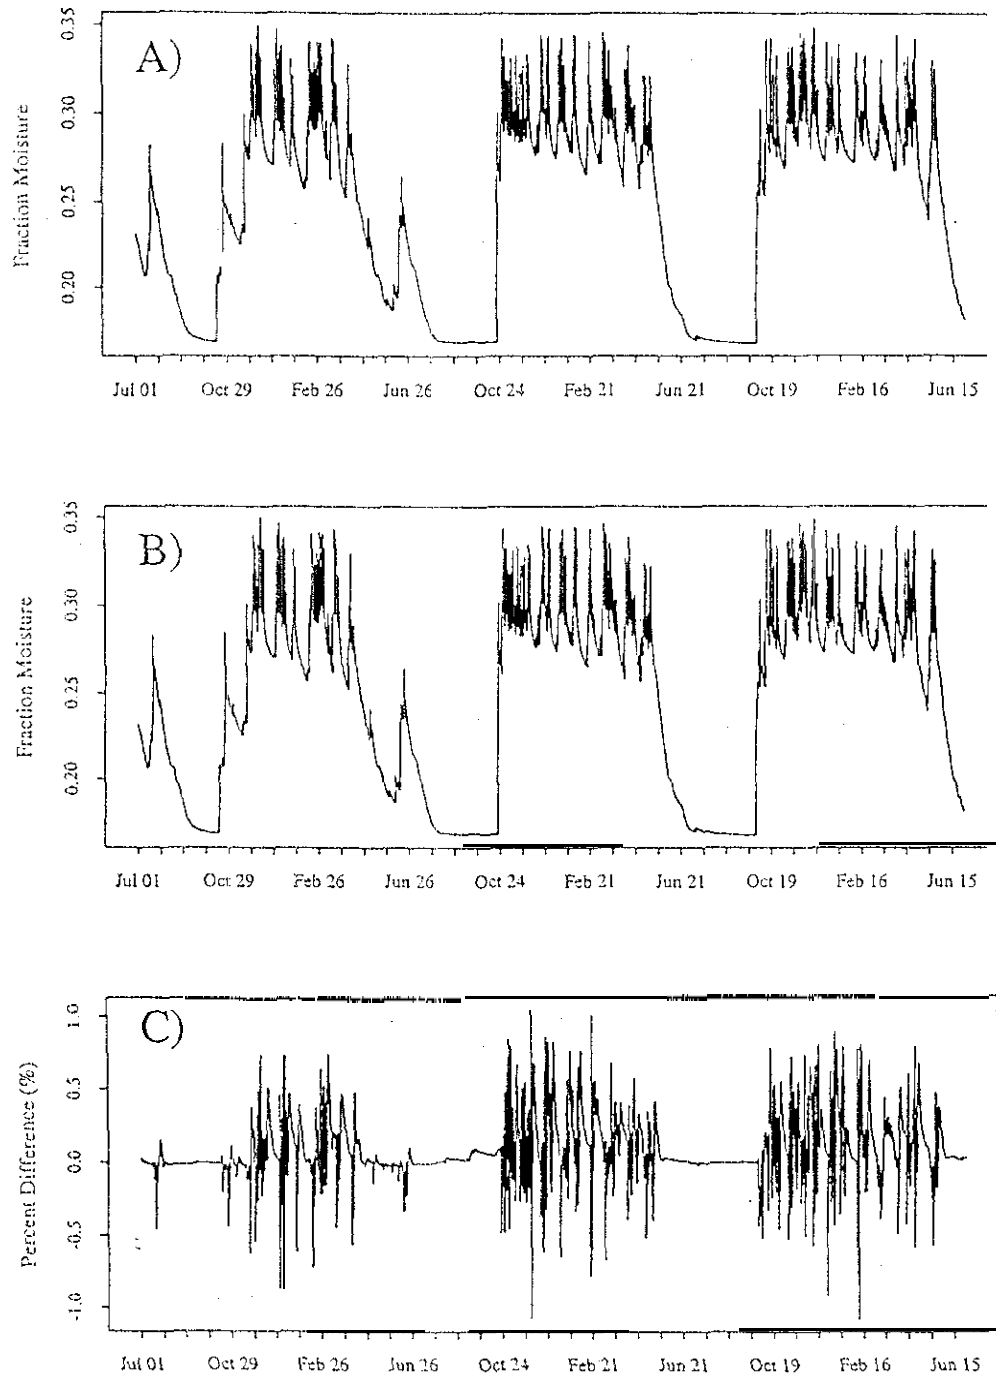 A)
Fraction Moisture
0.35
0.30
0.25
0.20
Jul 01 Oct 29 Feb 26 Jun 26 Oct 24 Feb 21 Jun 21 Oct 19 Feb 16 Jun 15
B)
Fraction Moisture
0.35
0.30
0.25
0.20
Jul 01 Oct 29 Feb 26 Jun 26 Oct 24 Feb 21 Jun 21 Oct 19 Feb 16 Jun 15
C)
Percent Difference (%)
1.0
0.5
0.0
-0.5
-1.0
Jul 01 Oct 29 Feb 26 Jun 26 Oct 24 Feb 21 Jun 21 Oct 19 Feb 16 Jun 15